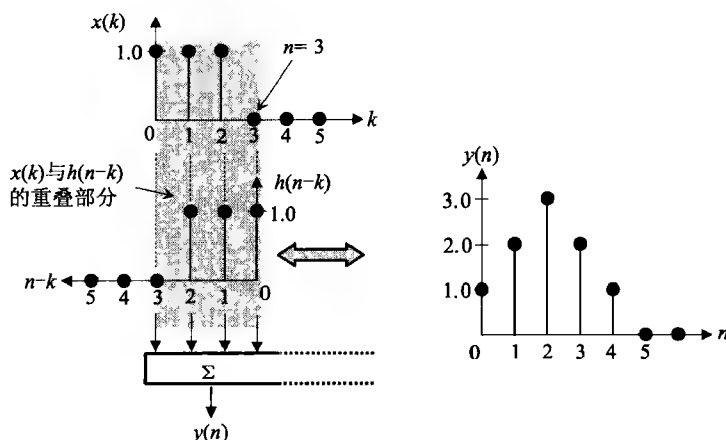 x(k)
1.0
n= 3
0 1 2 3 4 5 k
x(k)与h(n−k)
的重叠部分
h(n−k)
1.0
n−k 5 4 3 2 1 0
Σ
y(n)
y(n)
3.0
2.0
1.0
0 1 2 3 4 5 n